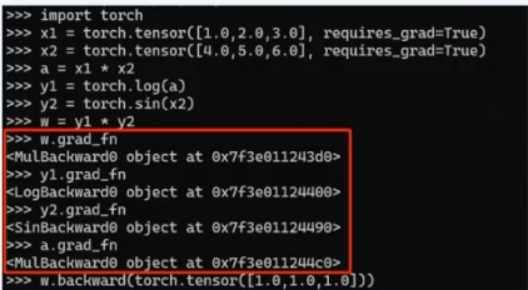 >>> import torch
>>> x1 = torch.tensor([1.0,2.0,3.0], requires_grad=True)
>>> x2 = torch.tensor([4.0,5.0,6.0], requires_grad=True)
>>> a = x1 * x2
>>> y1 = torch.log(a)
>>> y2 = torch.sin(x2)
>>> w = y1 * y2
>>> w.grad_fn
<MulBackward0 object at 0x7f3e011243d0>
>>> y1.grad_fn
<LogBackward0 object at 0x7f3e01124400>
>>> y2.grad_fn
<SinBackward0 object at 0x7f3e01124490>
>>> a.grad_fn
<MulBackward0 object at 0x7f3e011244c0>
>>> w.backward(torch.tensor([1.0,1.0,1.0]))